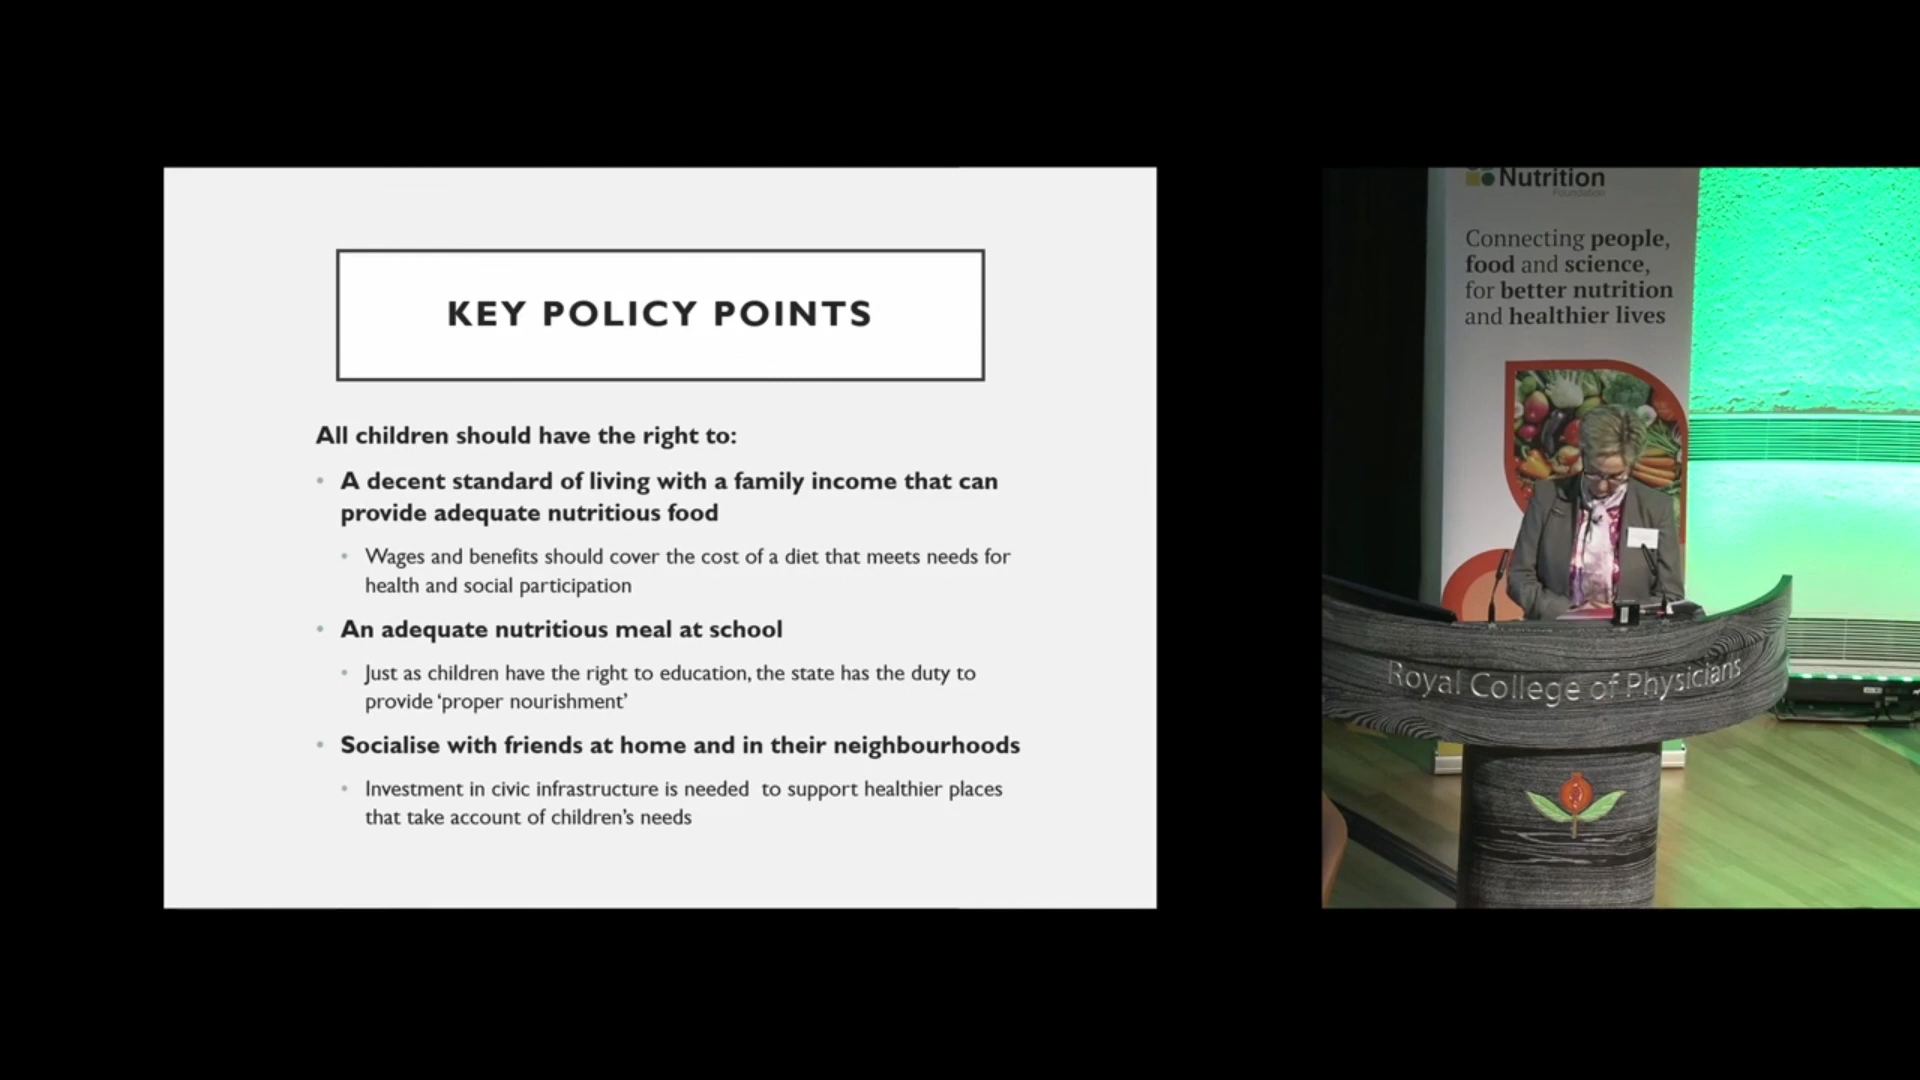 KEY POLICY POINTS
All children should have the right to:
• A decent standard of living with a family income that can
provide adequate nutritious food
• Wages and benefits should cover the cost of a diet that meets needs for
health and social participation
• An adequate nutritious meal at school
• Just as children have the right to education, the state has the duty to
provide ‘proper nourishment’
• Socialise with friends at home and in their neighbourhoods
• Investment in civic infrastructure is needed  to support healthier places
that take account of children’s needs
Nutrition
Foundation
Connecting people,
food and science,
for better nutrition
and healthier lives
Royal College of Physicians